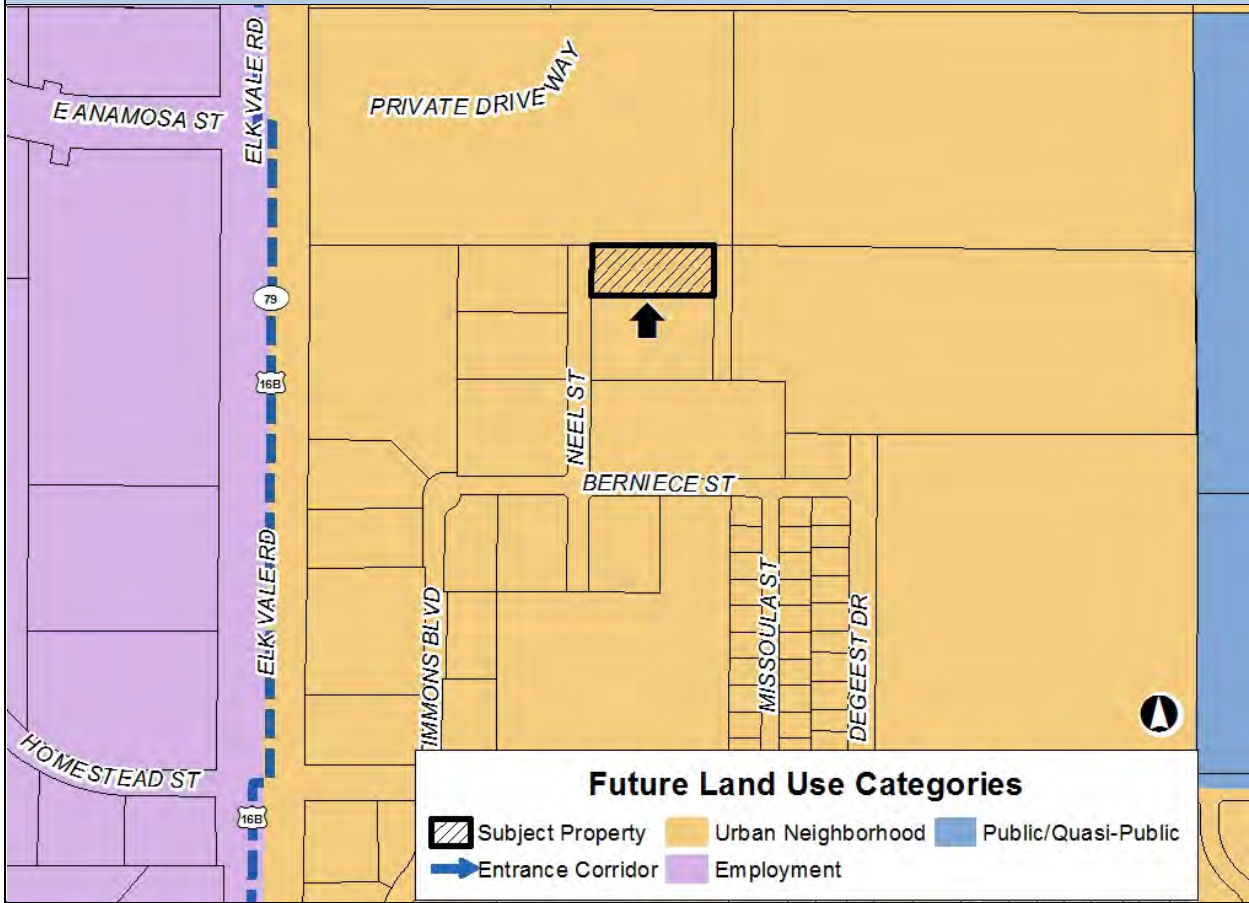 ELK VALE RD
E ANAMOSA ST
PRIVATE DRIVE WAY
79
16B
NEEL ST
BERNIECE ST
ELK VALE RD
TIMMONS BLVD
MISSOULA ST
DEGEEST DR
HOMESTEAD ST
16B
Future Land Use Categories
Subject Property Urban Neighborhood Public/Quasi-Public
Entrance Corridor Employment